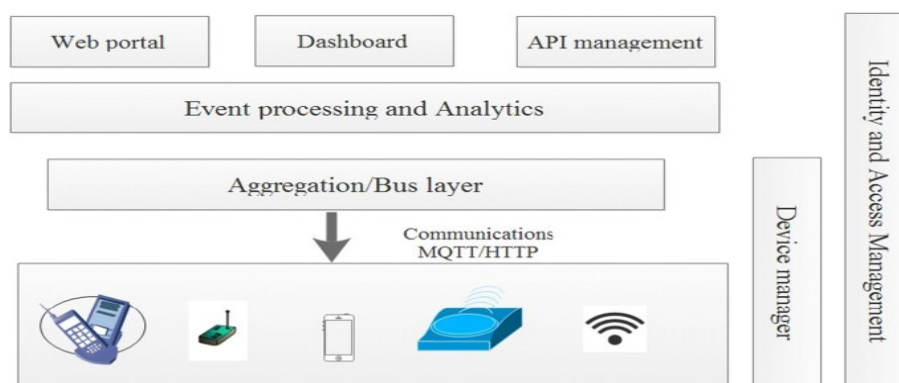 Web portal
Dashboard
API management
Event processing and Analytics
Aggregation/Bus layer
Communications
MQTT/HTTP
Device manager
Identity and Access Management